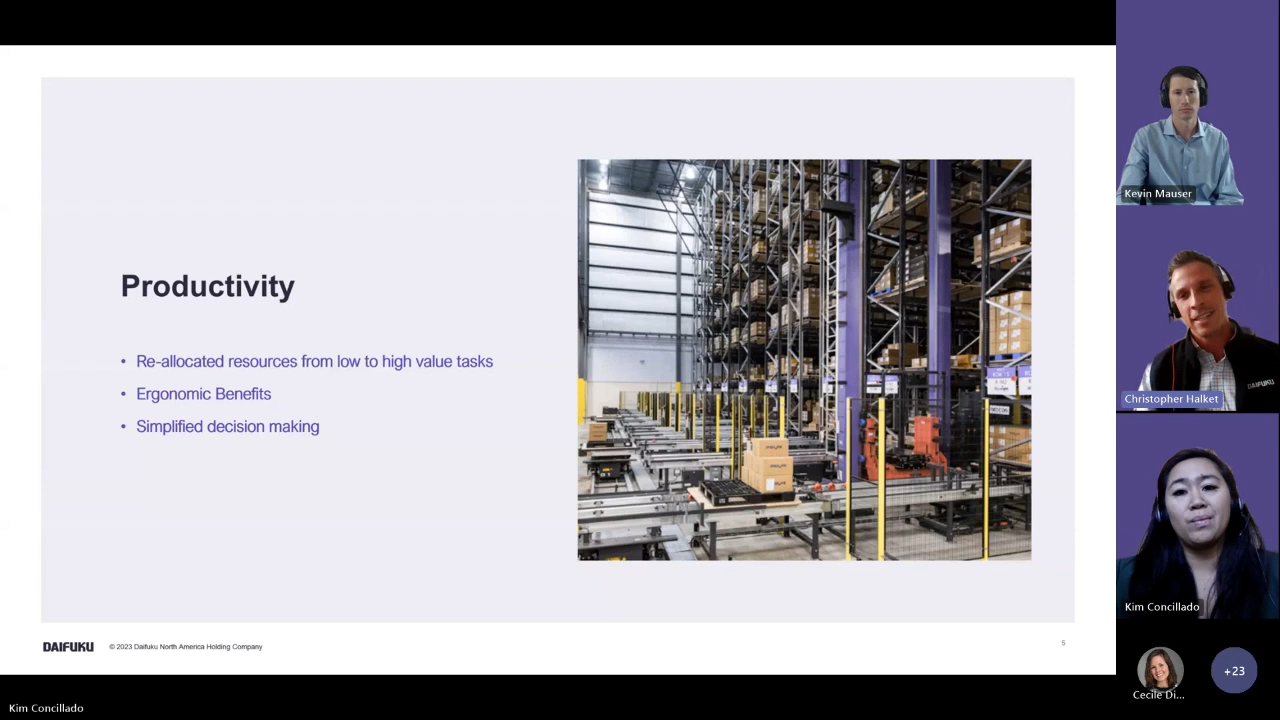 Productivity
• Re-allocated resources from low to high value tasks
• Ergonomic Benefits
• Simplified decision making
DAIFUKU
© 2023 Daifuku North America Holding Company
5
Kevin Mauser
DAIFUKU
Christopher Halket
Kim Concillado
Cecile Di...
+23
Kim Concillado